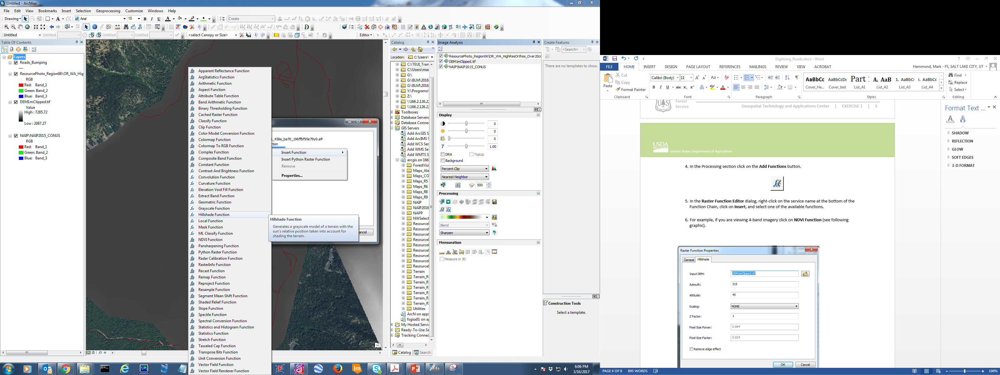 Untitled - ArcMap
File Edit View Bookmarks Insert Selection Geoprocessing Customize Windows Help
Drawing Arial 10 B I U A Create
Untitled Untitled Untitled Untitled <select Canopy or Size> Editor
Table Of Contents
Layers
Roads_Bumping
ResourcePhoto_Region06\OR_WA_Hig
RGB
Red: Band_1
Green: Band_2
Blue: Band_3
DEM1mClipped.tif
Value
High : 7285.72
Low : 2087.27
NAIP\NAIP2015_CONUS
RGB
Red: Band_1
Green: Band_2
Blue: Band_3
Apparent Reflectance Function
ArgStatistics Function
Arithmetic Function
Aspect Function
Attribute Table Function
Band Arithmetic Function
Binary Thresholding Function
Cached Raster Function
Classify Function
Clip Function
Color Model Conversion Function
Colormap Function
Colormap To RGB Function
Complex Function
Composite Band Function
Constant Function
Contrast And Brightness Function
Convolution Function
Curvature Function
Elevation Void Fill Function
Extract Band Function
Geometric Function
Grayscale Function
Hillshade Function
Local Function
Mask Function
ML Classify Function
NDVI Function
Pansharpening Function
Python Raster Function
Radar Calibration Function
RasterInfo Function
Recast Function
Remap Function
Reproject Function
Resample Function
Segment Mean Shift Function
Shaded Relief Function
Slope Function
Speckle Function
Spectral Conversion Function
Statistics and Histogram Function
Statistics Function
Stretch Function
Tasseled Cap Function
Transpose Bits Function
Unit Conversion Function
Vector Field Function
Vector Field Renderer Function
_438a_ba70_196ffbf95e79y0.afr
ction
Insert Function
Insert Python Raster Function
Remove
Properties...
Hillshade Function
Generates a grayscale model of a terrain with the
sun's relative position taken into account for
shading the terrain.
ancel
Catalog
Location: C:\Users\
C:\TEUI_Train
C:\Users\mar
G:\
G:\BLM\2016
G:\BLM\2016
Y:\Programs\
Z:\
\\166.2.126.22
\\166.2.126.22
Toolboxes
Database Servers
Database Connec
GIS Servers
Add ArcGIS S
Add ArcIMS S
Add WCS Ser
Add WMS Se
Add WMTS S
arcgis on 166
ForestVisi
Maps_Ala
Maps_CO
Maps_R5
Maps_R6
Maps_R8
Maps_R9
NAIP
NAIP2016
NAPP
NWSelect
Resourcel
Resourcel
Resourcel
Resourcel
Resourcel
Resourcel
Resourcel
Resourcel
Resourcel
Terrain
Terrain_R
Terrain_R
Terrain_R
Terrain_R
Terrain_R
Terrain_R
Utilities
ArcN on apps
fsgisx01 on a
My Hosted Servic
Ready-To-Use Se
Tracking Connec
Catalog Search
Image Analysis
ResourcePhoto_Region06\OR_WA_HighResOrthos_Over20cr
DEM1mClipped.tif
NAIP\NAIP2015_CONUS
Display
0
0
0
γ 1.00
DRA TopUp
Background
Percent Clip
Nearest Neighbor
500
Processing
Blend
Sharpen
Mensuration
Measure in 3D
Create Features
<Search>
There are no templates to show.
Construction Tools
Select a template.
6:06 PM
3/16/2017
Digitizing_Roads.docx - Word
FILE HOME INSERT DESIGN PAGE LAYOUT REFERENCES MAILINGS REVIEW VIEW ACROBAT
Hammond, Mark - FS, SALT LAKE CITY, UT
Paste
Cut
Copy
Format Painter
Calibri (Body) 11
AaBbCc AaBbCcDc Part A. AaB 1. AaBbCc i. AaBbCc
Cover_He... Cover_text List_A1 List_A2 List_A3 List_A4
Find
Replace
Select
Clipboard Font Paragraph Styles Editing
UAS
Forest
Service
Geospatial Technology and Applications Center | EXERCISE 1 | 3
USDA
United States Department of Agriculture
4. In the Processing section click on the Add Functions button.
5. In the Raster Function Editor dialog, right-click on the service name at the bottom of the
Function Chain, click on Insert, and select one of the available functions.
6. For example, if you are viewing 4-band imagery click on NDVI Function (see following
graphic).
Raster Function Properties
General Hillshade
Input DEM: DEM1mClipped.tif
Azimuth: 315
Altitude: 45
Scaling: NONE
Z Factor: 1
Pixel Size Power: 0.664
Pixel Size Factor: 0.024
Remove edge effect
OK Cancel
Format Text ...
SHADOW
REFLECTION
GLOW
SOFT EDGES
3-D FORMAT
PAGE 4 OF 8 895 WORDS
100%